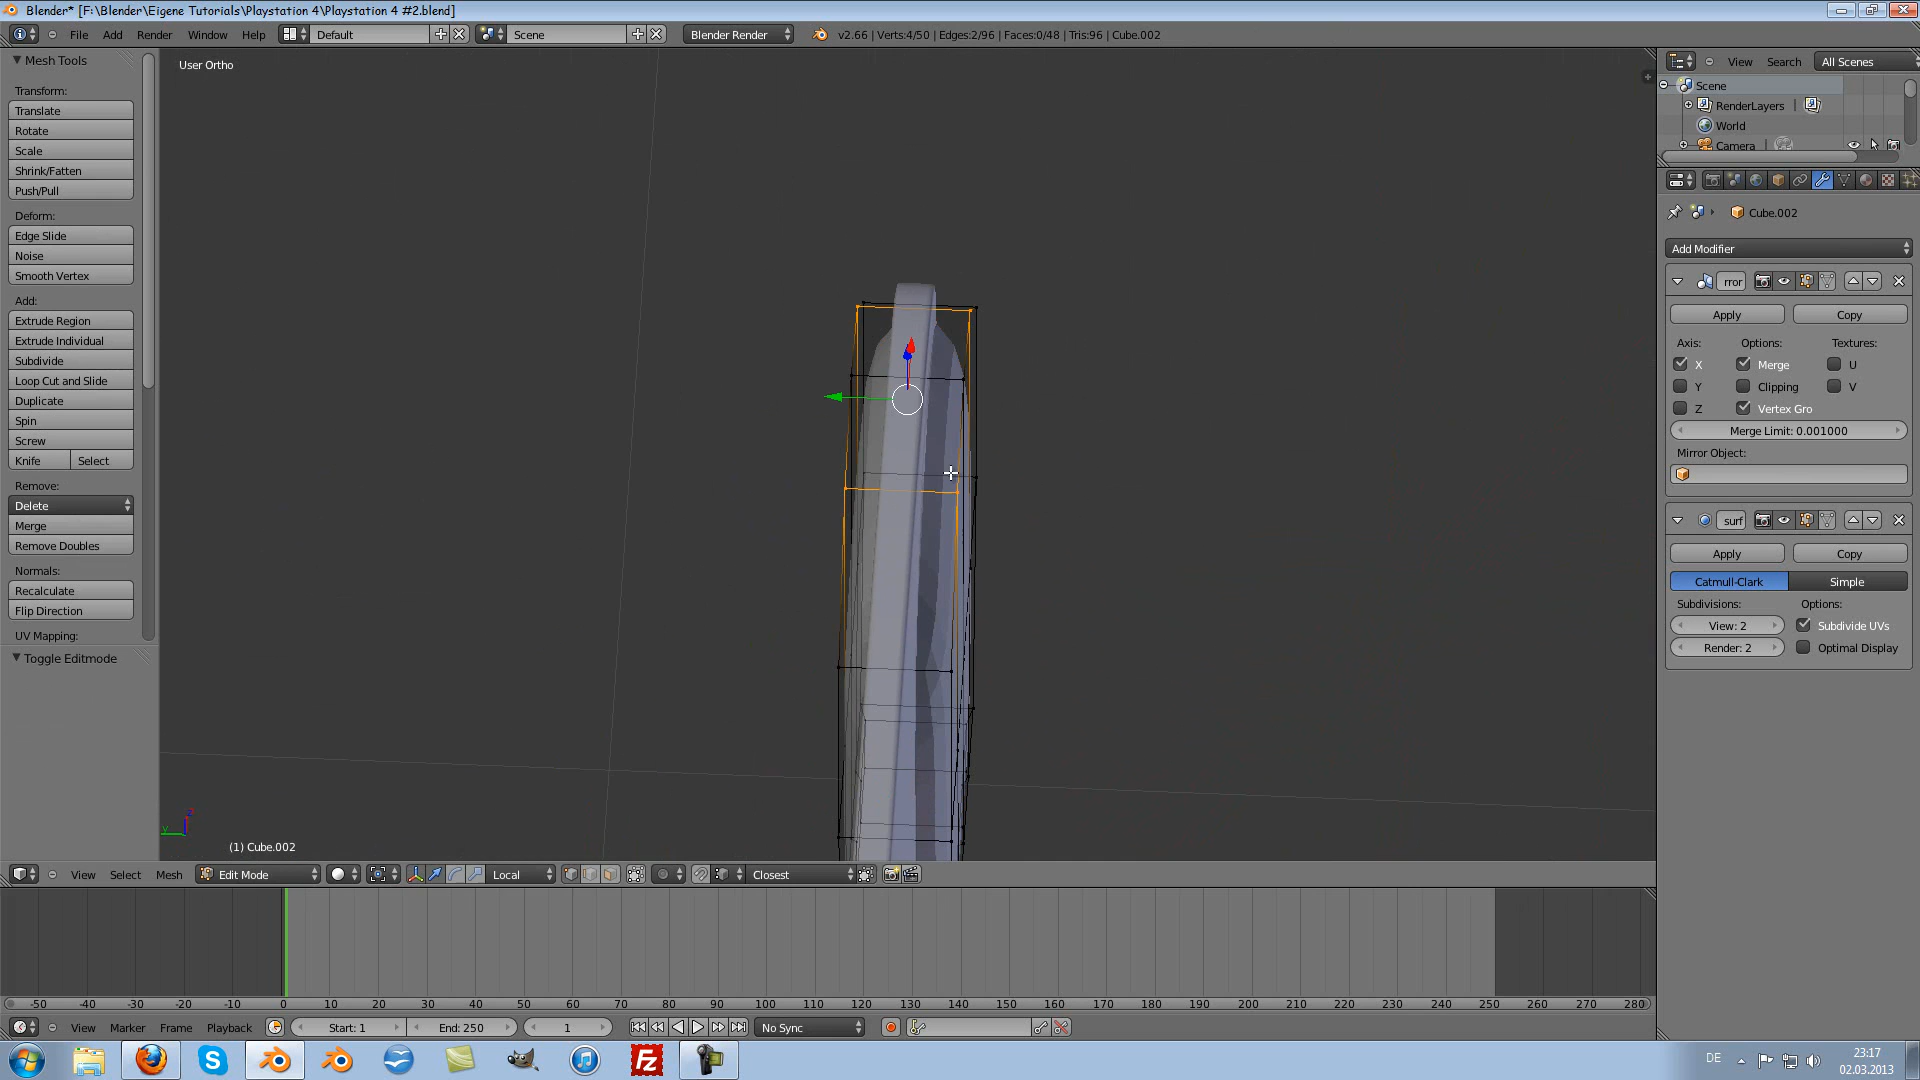 Blender* [F:\Blender\Eigene Tutorials\Playstation 4\Playstation 4 #2.blend]
File Add Render Window Help Default Scene Blender Render v2.66 | Verts:4/50 | Edges:2/96 | Faces:0/48 | Tris:96 | Cube.002
Mesh Tools
Transform:
Translate
Rotate
Scale
Shrink/Fatten
Push/Pull
Deform:
Edge Slide
Noise
Smooth Vertex
Add:
Extrude Region
Extrude Individual
Subdivide
Loop Cut and Slide
Duplicate
Spin
Screw
Knife Select
Remove:
Delete
Merge
Remove Doubles
Normals:
Recalculate
Flip Direction
UV Mapping:
Toggle Editmode
User Ortho
(1) Cube.002
View Search All Scenes
Scene
RenderLayers |
World
Camera |
Cube.002
Add Modifier
rror
Apply Copy
Axis: Options: Textures:
X Merge U
Y Clipping V
Z Vertex Gro
Merge Limit: 0.001000
Mirror Object:
surf
Apply Copy
Catmull-Clark Simple
Subdivisions: Options:
View: 2 Subdivide UVs
Render: 2 Optimal Display
View Select Mesh Edit Mode Local Closest
-50 -40 -30 -20 -10 0 10 20 30 40 50 60 70 80 90 100 110 120 130 140 150 160 170 180 190 200 210 220 230 240 250 260 270 280
View Marker Frame Playback Start: 1 End: 250 1 No Sync
DE 23:17
02.03.2013